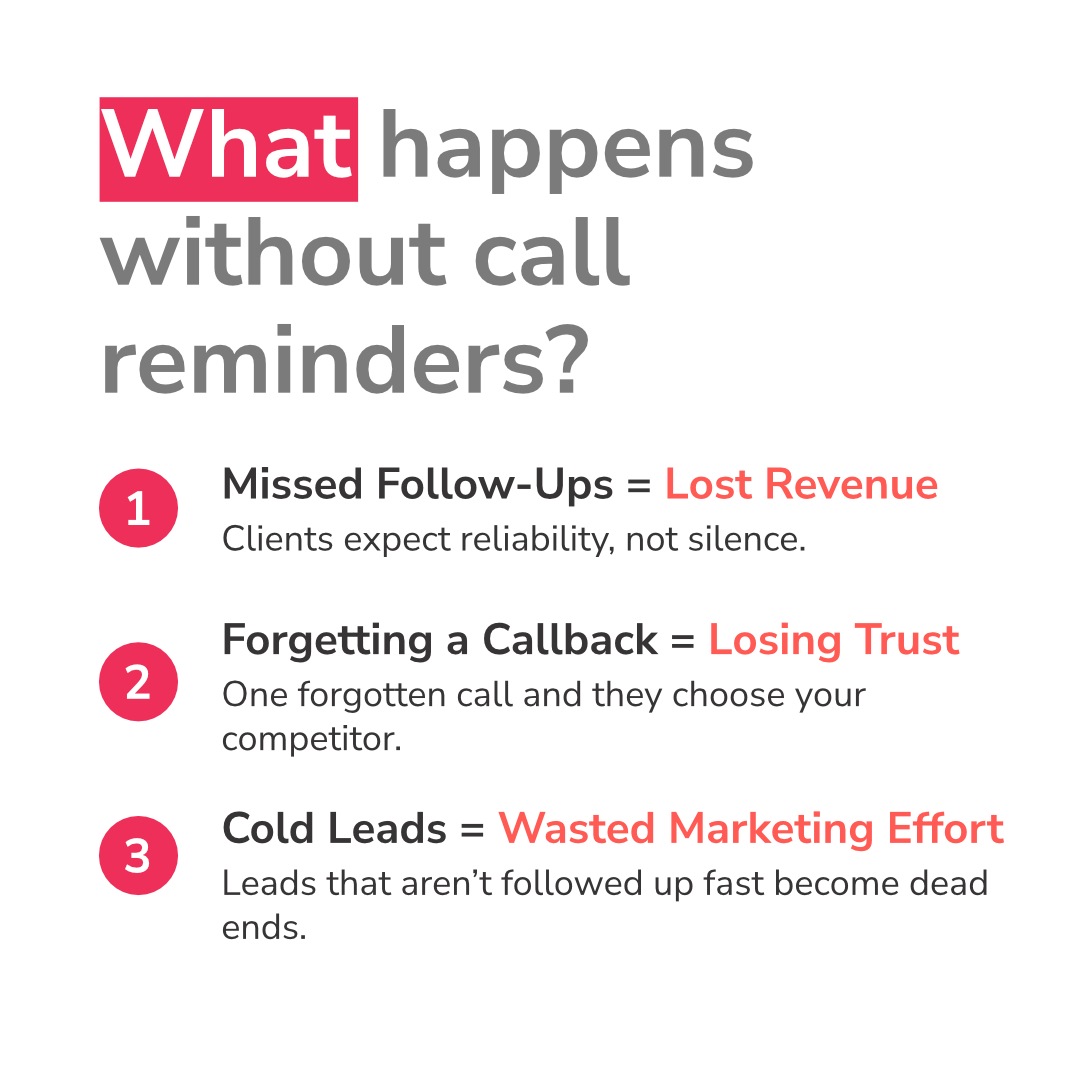 What happens
without call
reminders?
1
Missed Follow-Ups = Lost Revenue
Clients expect reliability, not silence.
2
Forgetting a Callback = Losing Trust
One forgotten call and they choose your
competitor.
3
Cold Leads = Wasted Marketing Effort
Leads that aren’t followed up fast become dead
ends.